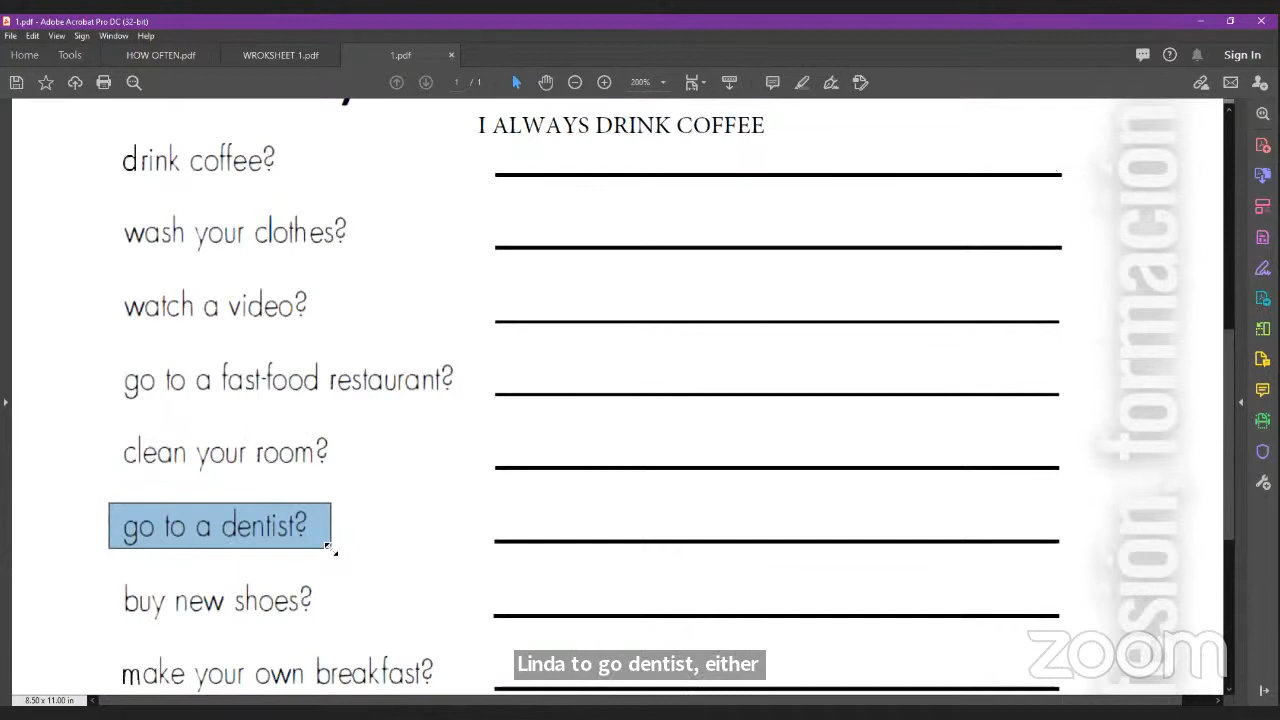 1.pdf - Adobe Acrobat Pro DC (32-bit)
File Edit View Sign Window Help
Home Tools HOW OFTEN.pdf WROKSHEET 1.pdf 1.pdf Sign In
1 / 1 200%
I ALWAYS DRINK COFFEE
drink coffee?
wash your clothes?
watch a video?
go to a fast-food restaurant?
clean your room?
go to a dentist?
buy new shoes?
make your own breakfast?
formación
Linda to go dentist, either
zoom
8.50 x 11.00 in